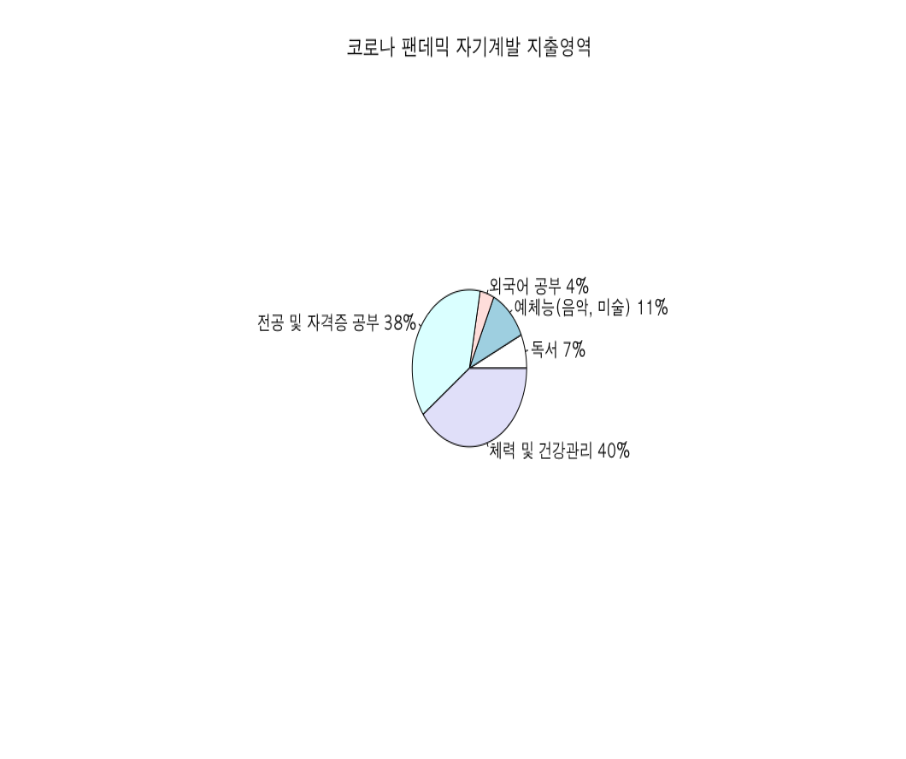 코로나 팬데믹 자기계발 지출영역
외국어 공부 4%
예체능(음악, 미술) 11%
전공 및 자격증 공부 38%
독서 7%
체력 및 건강관리 40%